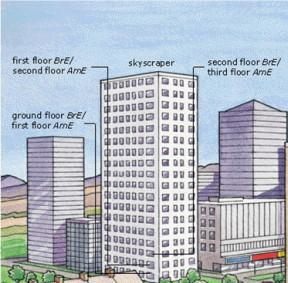 first floor BrE/
second floor AmE
skyscraper
second floor BrE/
third floor AmE
ground floor BrE/
first floor AmE